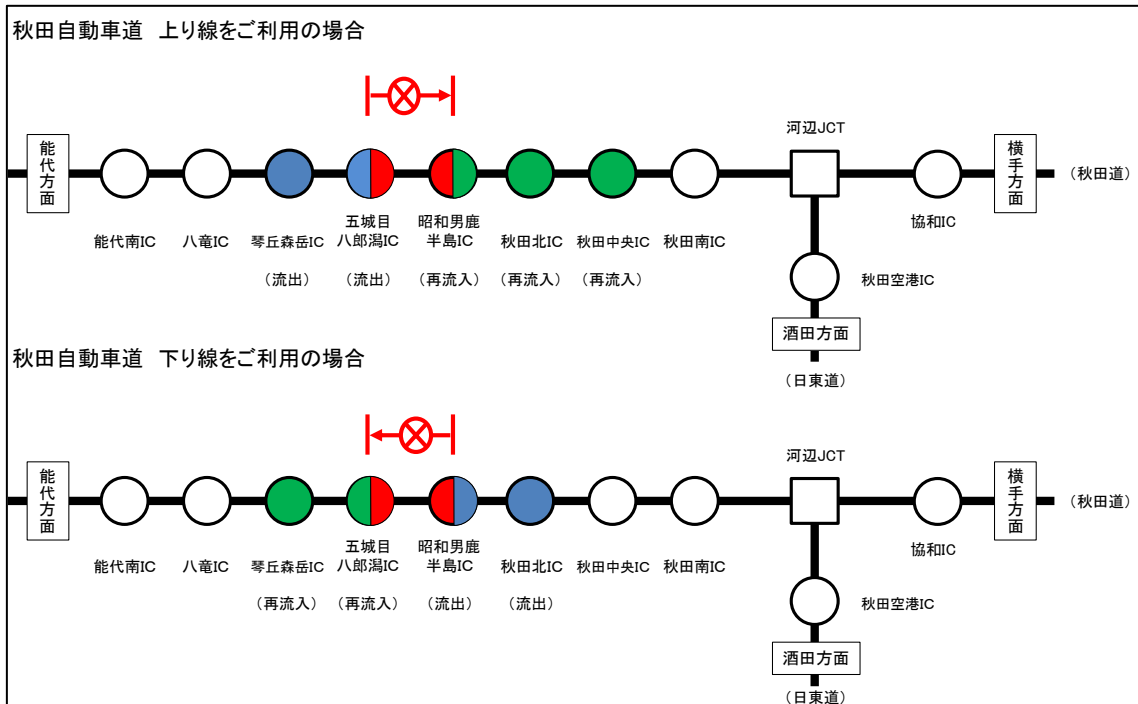 秋田自動車道 上り線をご利用の場合
河辺JCT
能代方面
横手方面
（秋田道）
能代南IC
八竜IC
琴丘森岳IC
五城目
八郎潟IC
昭和男鹿
半島IC
秋田北IC
秋田中央IC
秋田南IC
協和IC
（流出）
（流出）
（再流入）
（再流入）
（再流入）
秋田空港IC
酒田方面
（日東道）
秋田自動車道 下り線をご利用の場合
河辺JCT
能代方面
横手方面
（秋田道）
能代南IC
八竜IC
琴丘森岳IC
五城目
八郎潟IC
昭和男鹿
半島IC
秋田北IC
秋田中央IC
秋田南IC
協和IC
（再流入）
（再流入）
（流出）
（流出）
秋田空港IC
酒田方面
（日東道）